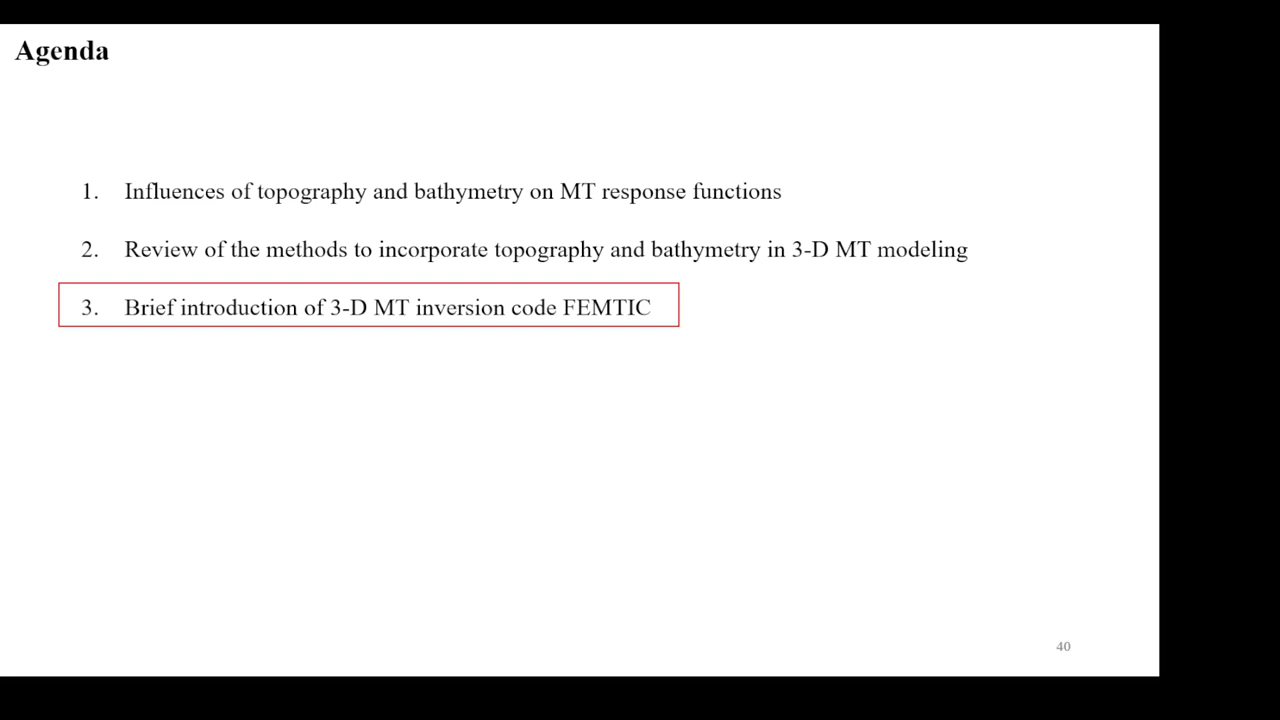 Agenda
1. Influences of topography and bathymetry on MT response functions
2. Review of the methods to incorporate topography and bathymetry in 3-D MT modeling
3. Brief introduction of 3-D MT inversion code FEMTIC
40